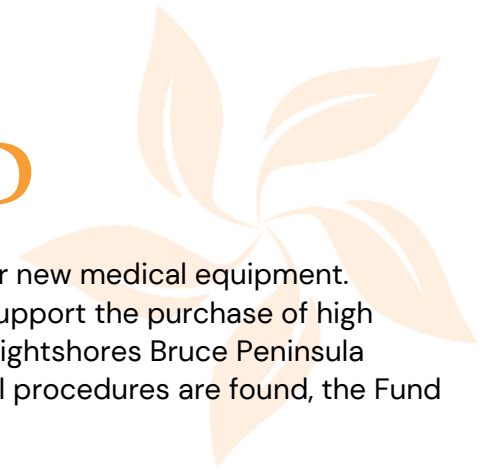 D
r new medical equipment.
upport the purchase of high
ightshores Bruce Peninsula
l procedures are found, the Fund